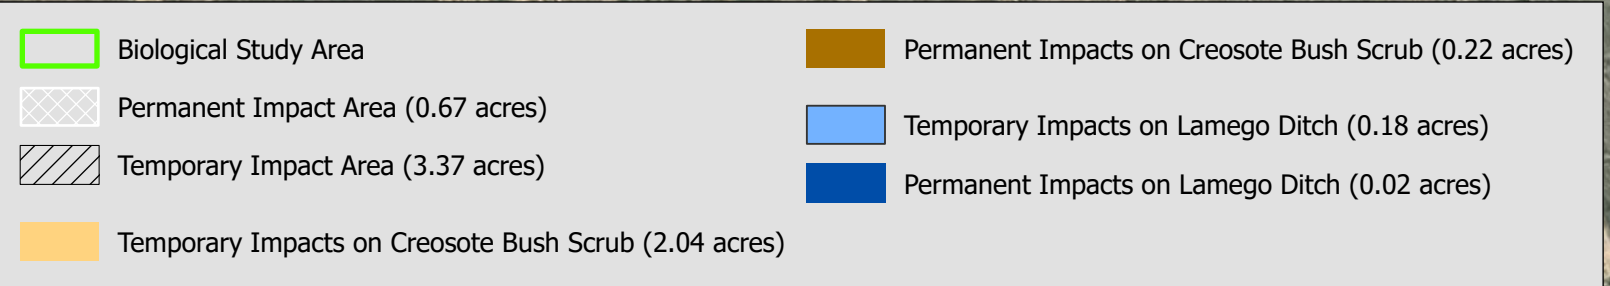 Biological Study Area
Permanent Impact Area (0.67 acres)
Temporary Impact Area (3.37 acres)
Temporary Impacts on Creosote Bush Scrub (2.04 acres)
Permanent Impacts on Creosote Bush Scrub (0.22 acres)
Temporary Impacts on Lamego Ditch (0.18 acres)
Permanent Impacts on Lamego Ditch (0.02 acres)